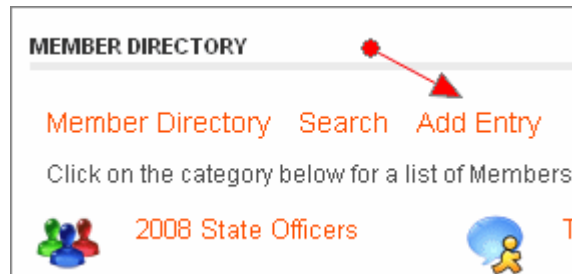 MEMBER DIRECTORY
Member Directory Search Add Entry
Click on the category below for a list of Members
2008 State Officers T